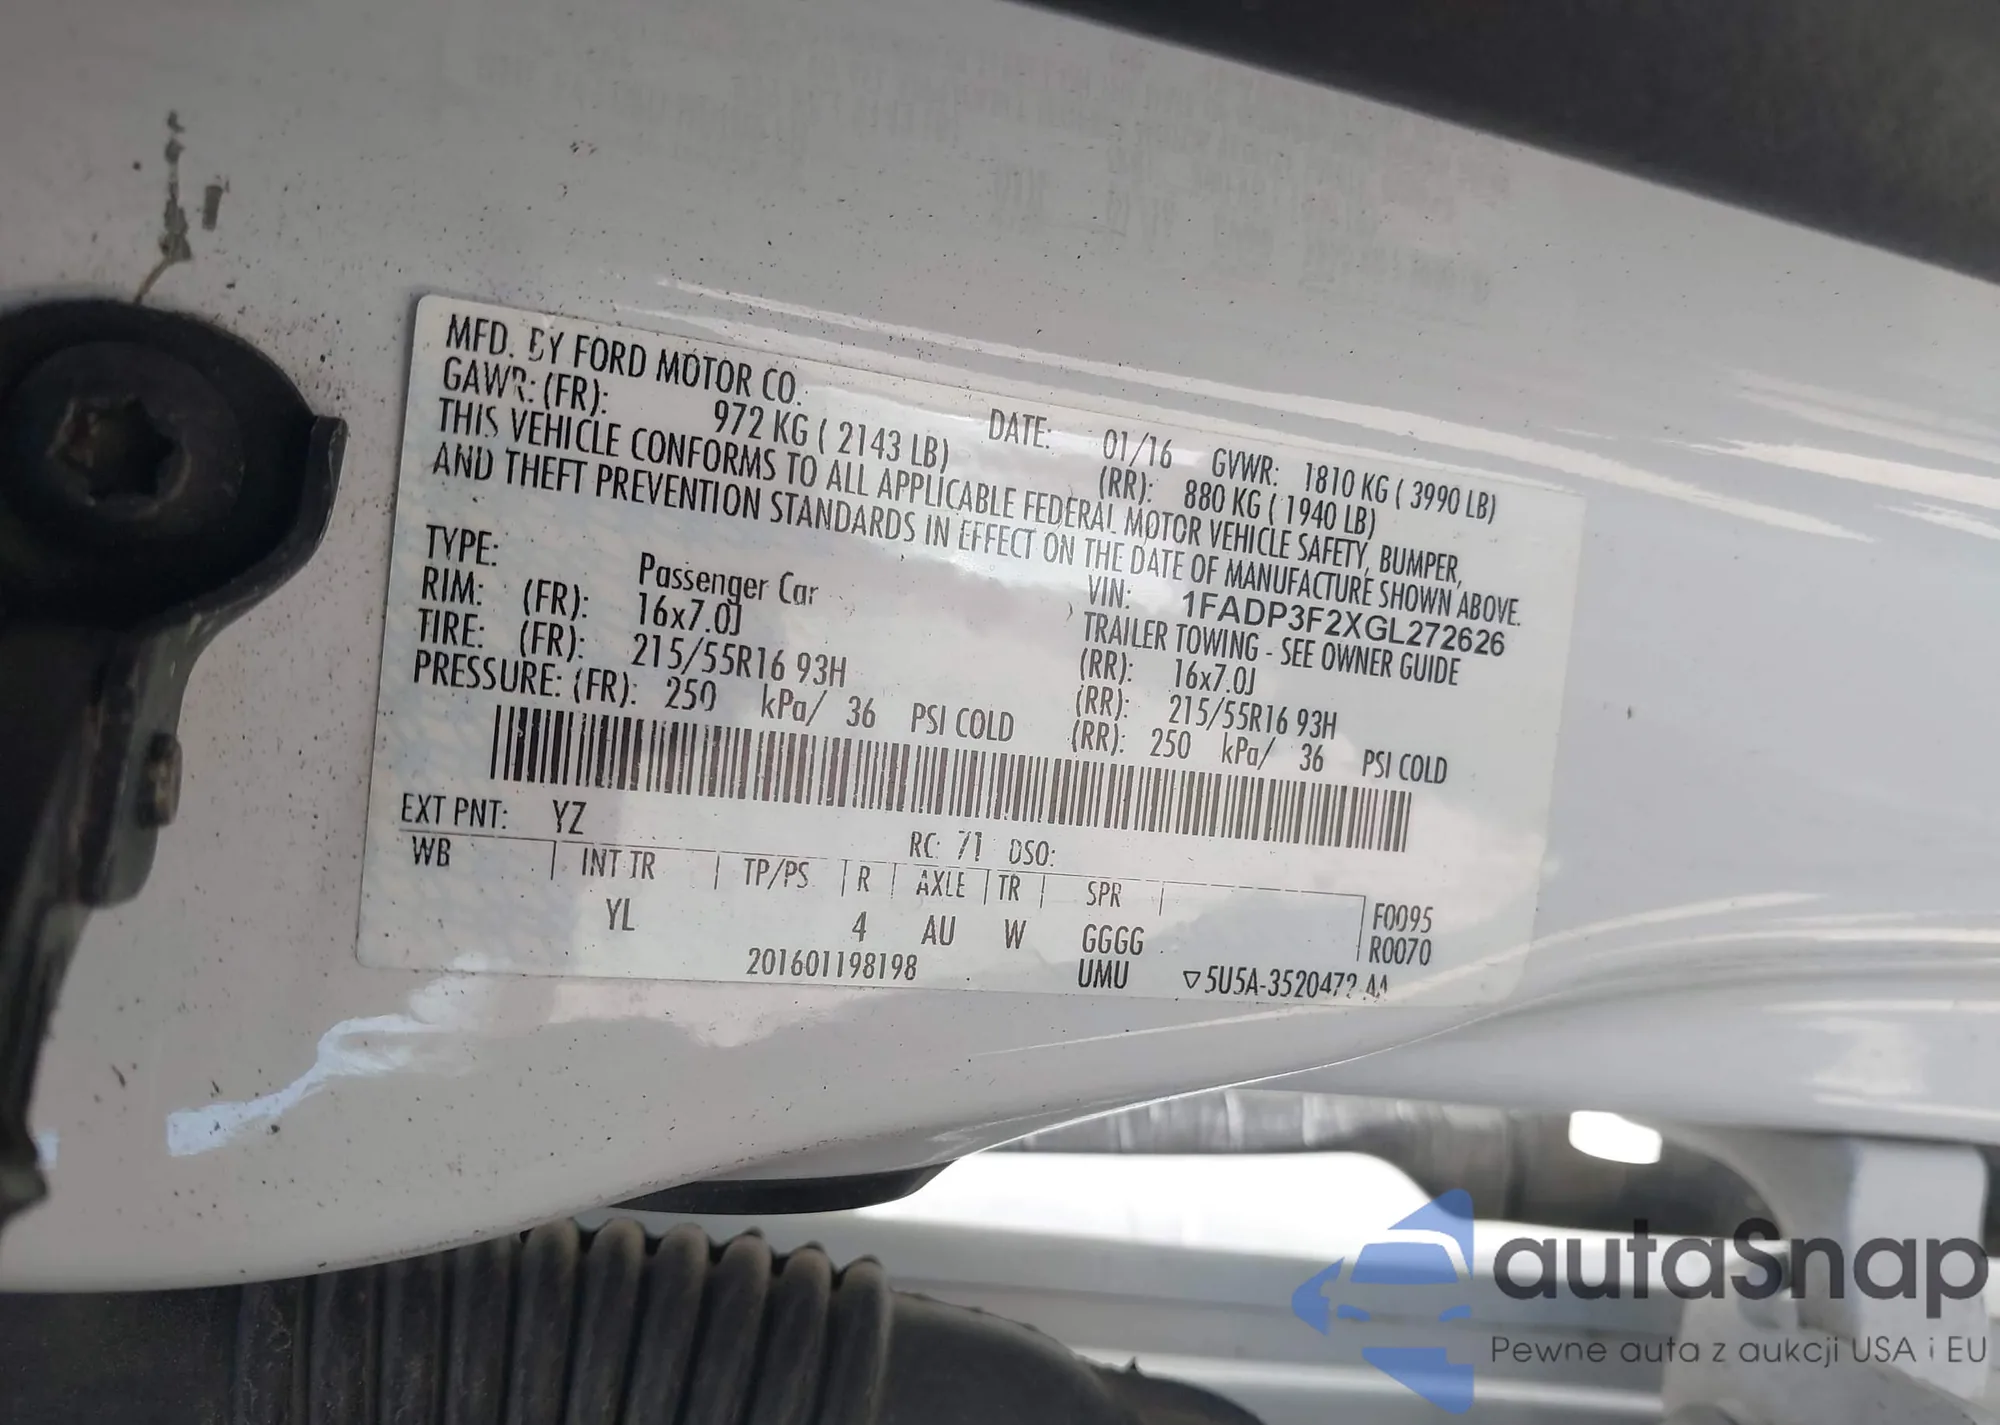 MFD. BY FORD MOTOR CO. DATE: 01/16 GVWR: 1810 KG ( 3990 LB)
GAWR: (FR): 972 KG ( 2143 LB) (RR): 880 KG ( 1940 LB)
THIS VEHICLE CONFORMS TO ALL APPLICABLE FEDERAL MOTOR VEHICLE SAFETY, BUMPER,
AND THEFT PREVENTION STANDARDS IN EFFECT ON THE DATE OF MANUFACTURE SHOWN ABOVE.
VIN: 1FADP3F2XGL272626
TYPE: Passenger Car TRAILER TOWING - SEE OWNER GUIDE
RIM: (FR): 16x7.0J (RR): 16x7.0J
TIRE: (FR): 215/55R16 93H (RR): 215/55R16 93H
PRESSURE: (FR): 250 kPa/ 36 PSI COLD (RR): 250 kPa/ 36 PSI COLD
EXT PNT: YZ RC: 71 DSO:
WB INT TR TP/PS R AXLE TR SPR F0095
YL 4 AU W GGGG R0070
201601198198 UMU ▽5U5A-3520472-AA
autaSnap
Pewne auta z aukcji USA i EU